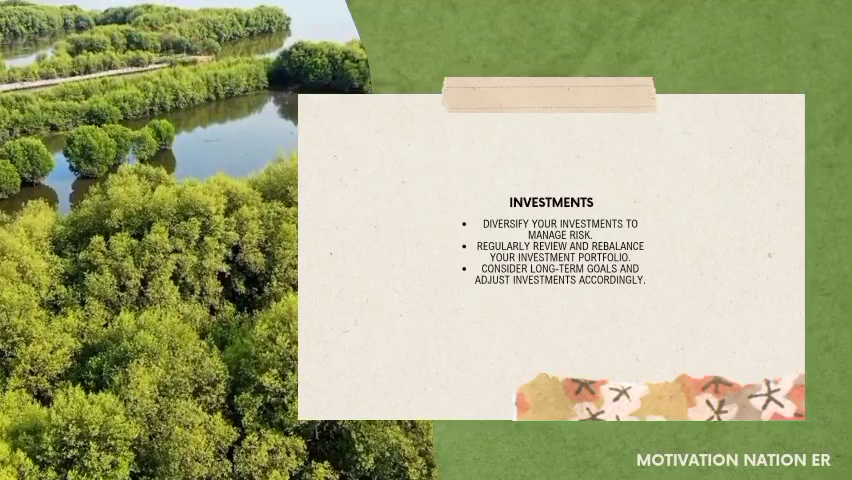 INVESTMENTS
• DIVERSIFY YOUR INVESTMENTS TO
MANAGE RISK.
• REGULARLY REVIEW AND REBALANCE
YOUR INVESTMENT PORTFOLIO.
• CONSIDER LONG-TERM GOALS AND
ADJUST INVESTMENTS ACCORDINGLY.
MOTIVATION NATION ER